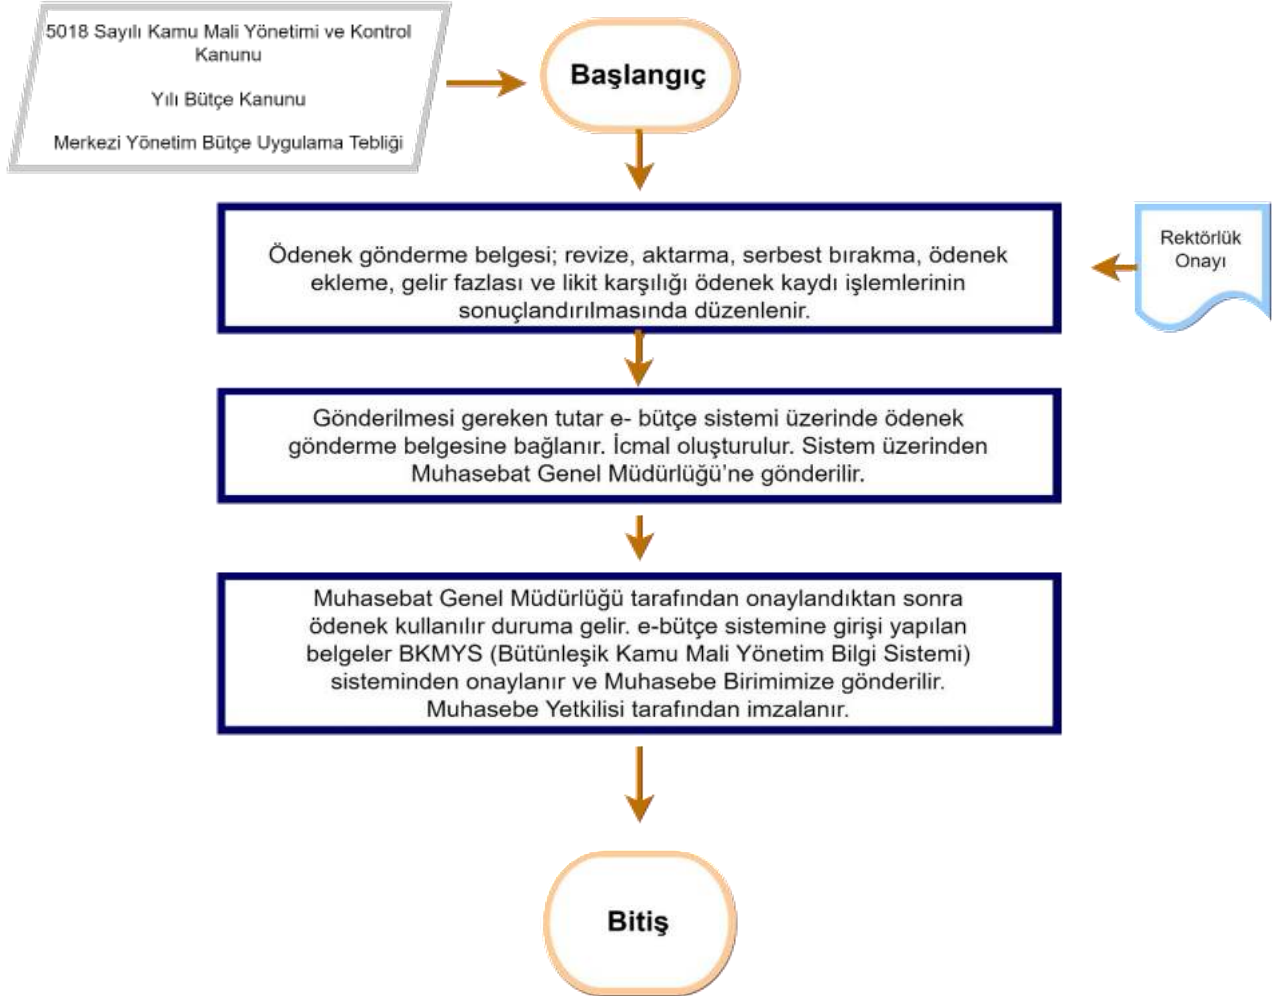 5018 Sayılı Kamu Mali Yönetimi ve Kontrol
Kanunu
Yılı Bütçe Kanunu
Merkezi Yönetim Bütçe Uygulama Tebliği
Başlangıç
Ödenek gönderme belgesi; revize, aktarma, serbest bırakma, ödenek
ekleme, gelir fazlası ve likit karşılığı ödenek kaydı işlemlerinin
sonuçlandırılmasında düzenlenir.
Rektörlük
Onayı
Gönderilmesi gereken tutar e- bütçe sistemi üzerinde ödenek
gönderme belgesine bağlanır. İcmal oluşturulur. Sistem üzerinden
Muhasebat Genel Müdürlüğü’ne gönderilir.
Muhasebat Genel Müdürlüğü tarafından onaylandıktan sonra
ödenek kullanılır duruma gelir. e-bütçe sistemine girişi yapılan
belgeler BKMYS (Bütünleşik Kamu Mali Yönetim Bilgi Sistemi)
sisteminden onaylanır ve Muhasebe Birimimize gönderilir.
Muhasebe Yetkilisi tarafından imzalanır.
Bitiş